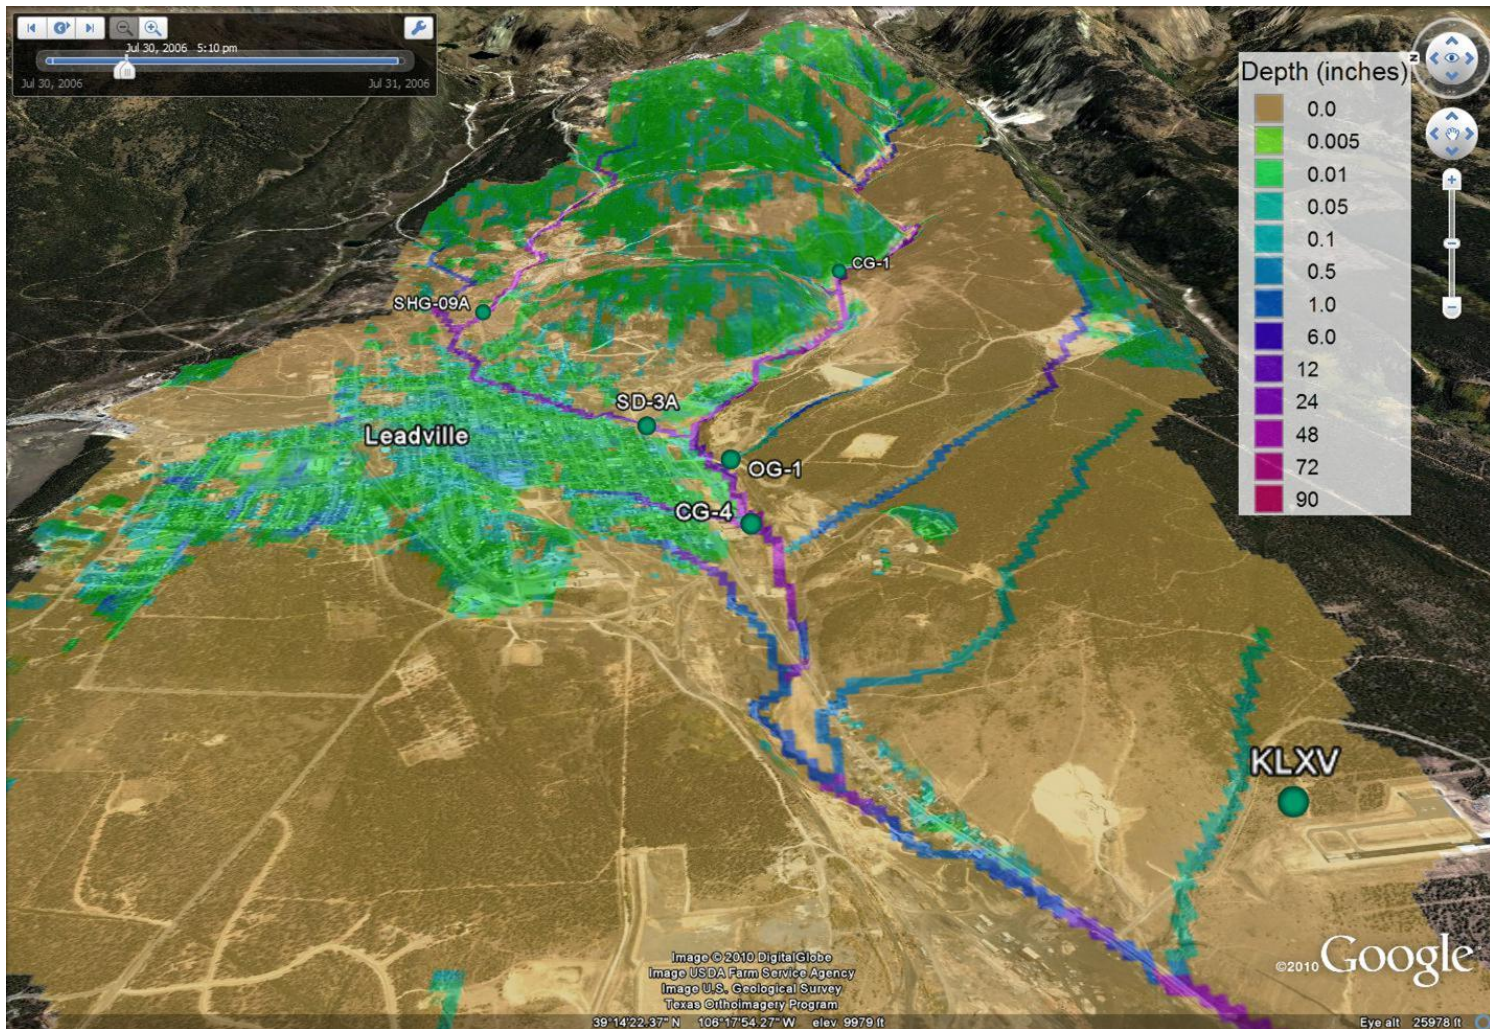 Jul 30, 2006   5:10 pm
Jul 30, 2006
Jul 31, 2006
N
Depth (inches)
0.0
0.005
0.01
0.05
0.1
0.5
1.0
6.0
12
24
48
72
90
CG-1
SHG-09A
SD-3A
Leadville
OG-1
CG-4
KLXV
Image © 2010 DigitalGlobe
Image USDA Farm Service Agency
Image U.S. Geological Survey
Texas Orthoimagery Program
©2010 Google
39°14'22.37" N   106°17'54.27" W   elev 9979 ft
Eye alt   25978 ft